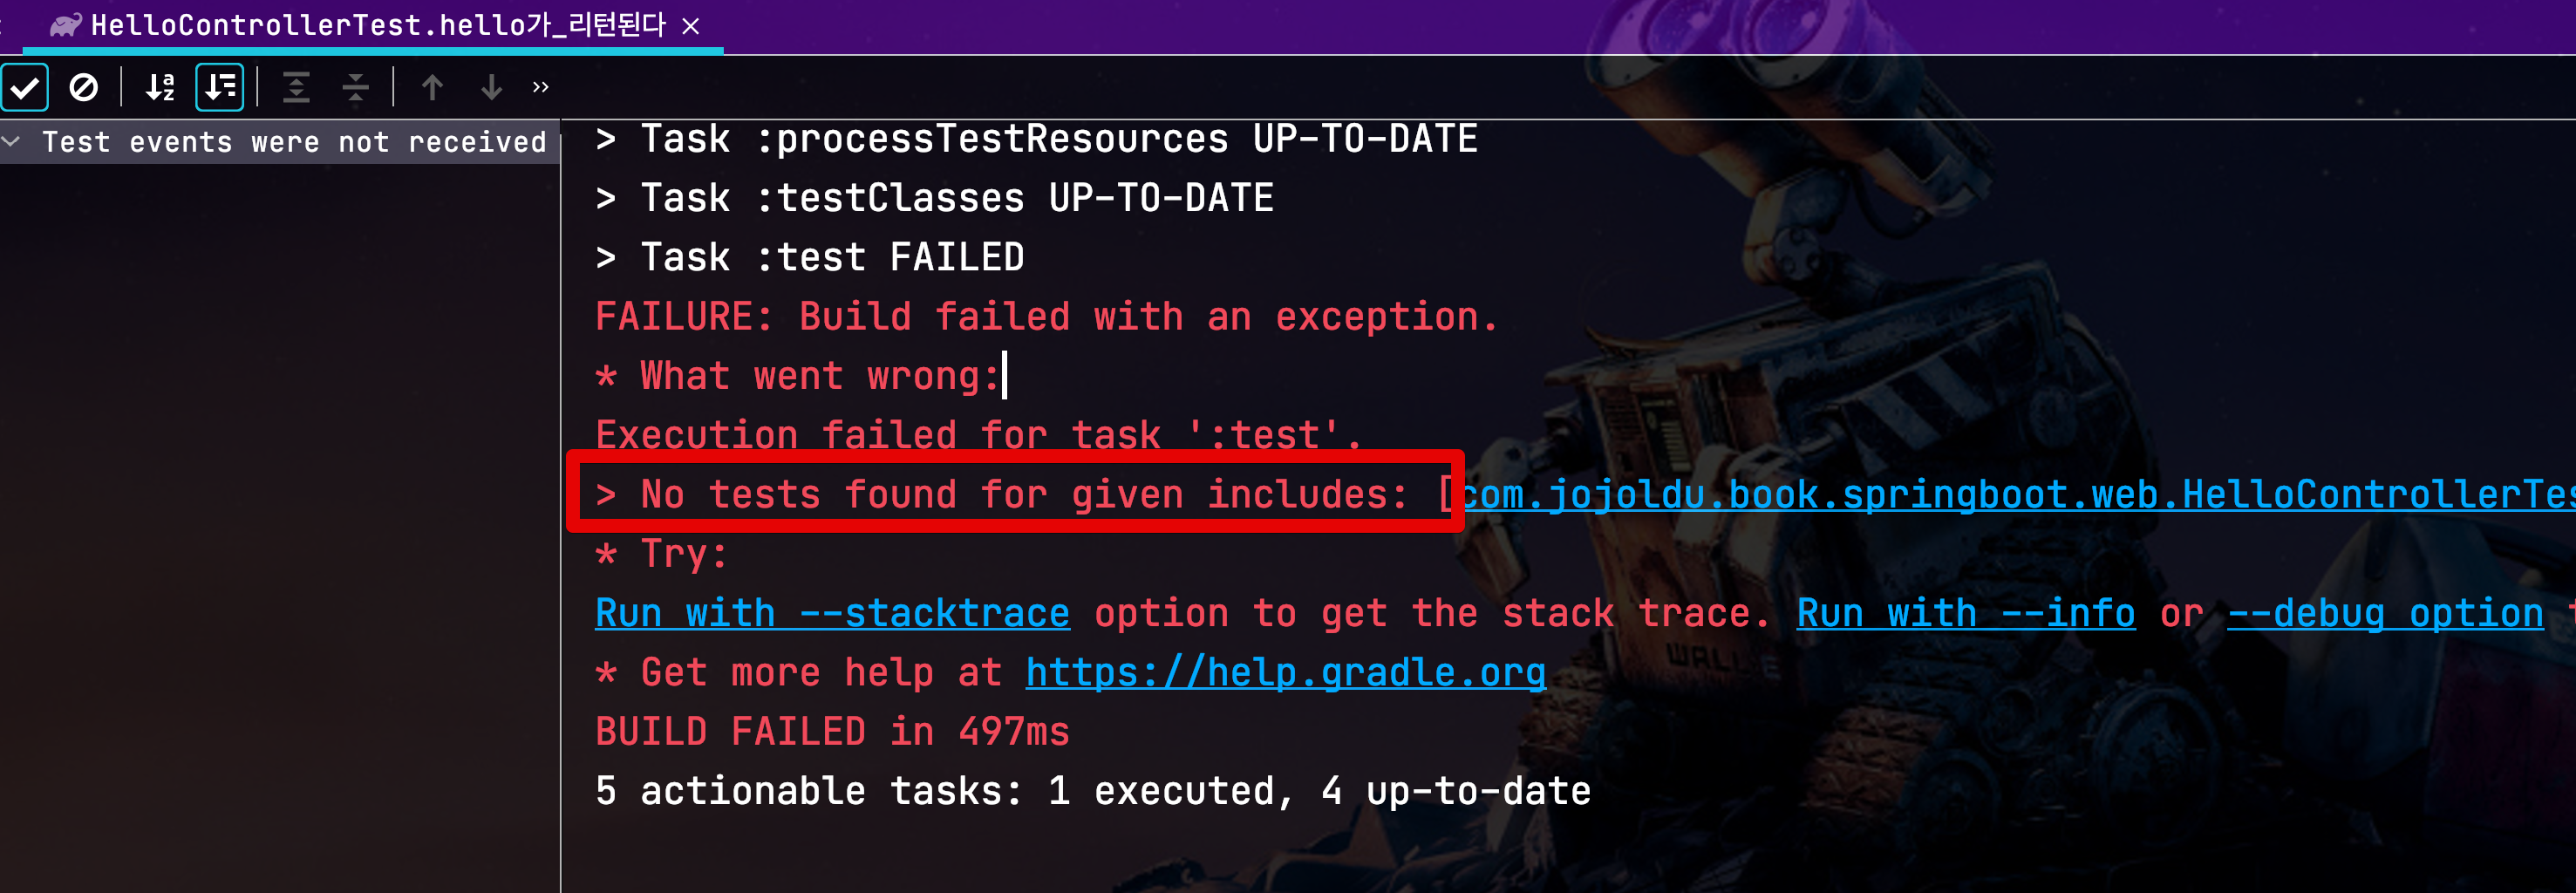 HelloControllerTest.hello가_리턴된다
Test events were not received
> Task :processTestResources UP-TO-DATE
> Task :testClasses UP-TO-DATE
> Task :test FAILED
FAILURE: Build failed with an exception.
* What went wrong:
Execution failed for task ':test'.
> No tests found for given includes: [com.jojoldu.book.springboot.web.HelloControllerTes
* Try:
Run with --stacktrace option to get the stack trace. Run with --info or --debug option
* Get more help at https://help.gradle.org
BUILD FAILED in 497ms
5 actionable tasks: 1 executed, 4 up-to-date
WALL